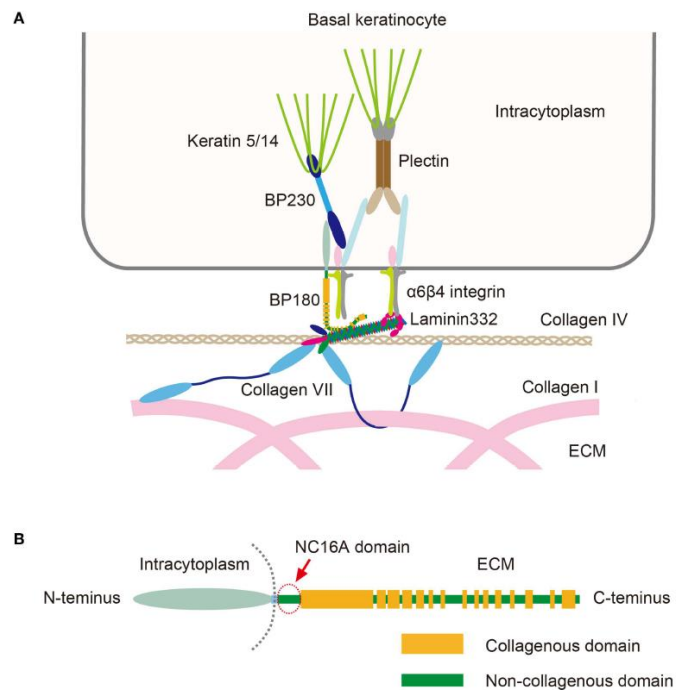 A
Basal keratinocyte
Intracytoplasm
Keratin 5/14
Plectin
BP230
BP180
α6β4 integrin
Laminin332
Collagen IV
Collagen VII
Collagen I
ECM
B
NC16A domain
Intracytoplasm
ECM
N-teminus
C-teminus
Collagenous domain
Non-collagenous domain